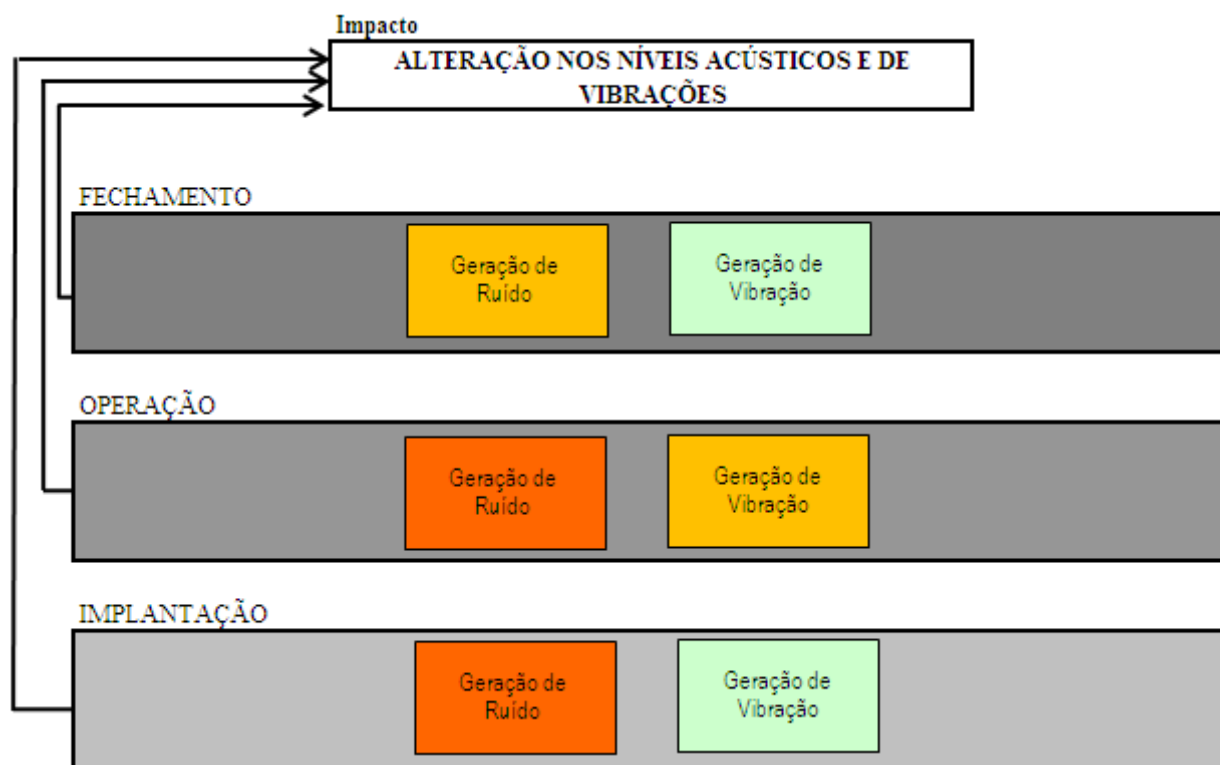 Impacto
ALTERAÇÃO NOS NÍVEIS ACÚSTICOS E DE
VIBRAÇÕES
FECHAMENTO
Geração de
Ruído
Geração de
Vibração
OPERAÇÃO
Geração de
Ruído
Geração de
Vibração
IMPLANTAÇÃO
Geração de
Ruído
Geração de
Vibração